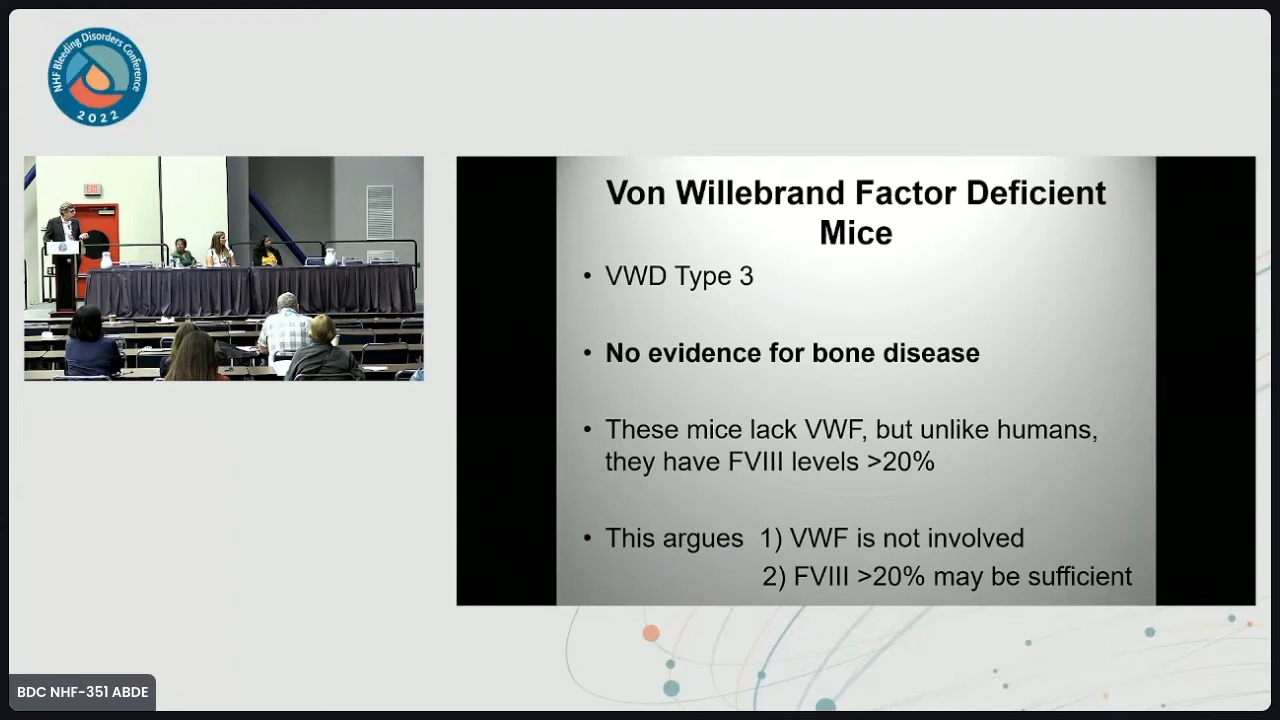 NHF Bleeding Disorders Conference
2022
EXIT
Von Willebrand Factor Deficient
Mice
• VWD Type 3
• No evidence for bone disease
• These mice lack VWF, but unlike humans,
they have FVIII levels >20%
• This argues 1) VWF is not involved
2) FVIII >20% may be sufficient
BDC NHF-351 ABDE